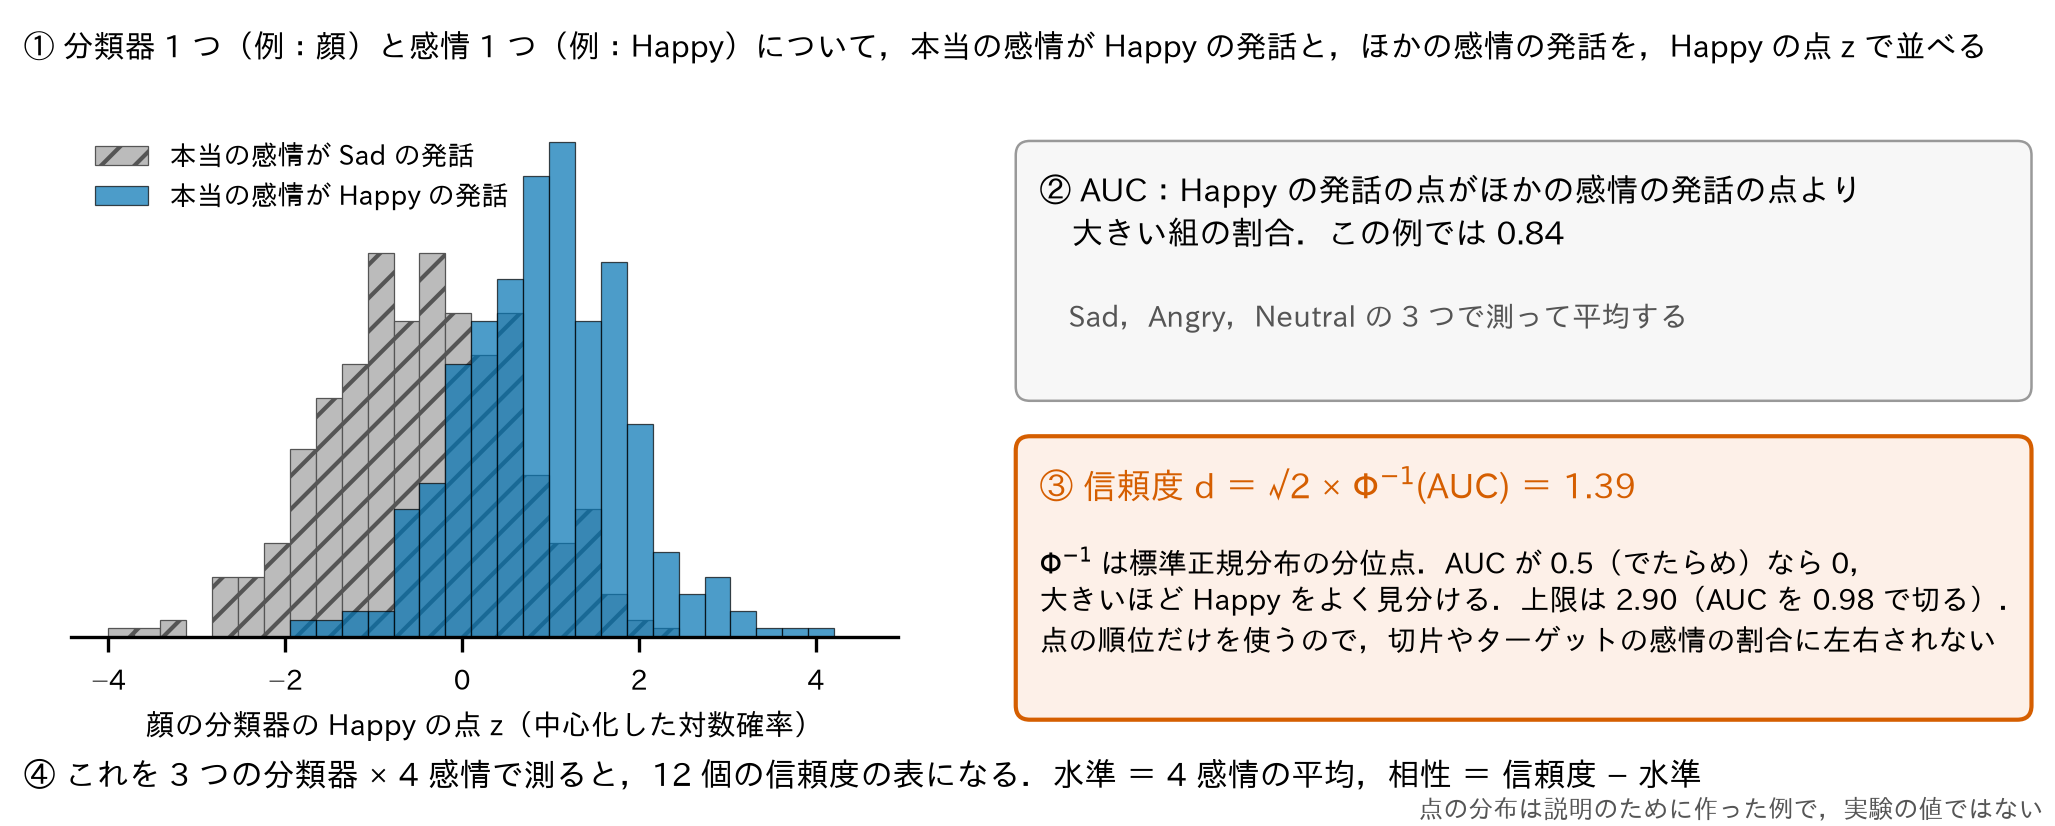 ① 分類器 1 つ（例：顔）と感情 1 つ（例：Happy）について，本当の感情が Happy の発話と，ほかの感情の発話を，Happy の点 z で並べる
本当の感情が Sad の発話
本当の感情が Happy の発話
−4 −2 0 2 4
顔の分類器の Happy の点 z（中心化した対数確率）
② AUC：Happy の発話の点がほかの感情の発話の点より
大きい組の割合．この例では 0.84
Sad，Angry，Neutral の 3 つで測って平均する
③ 信頼度 d ＝ √2 × Φ⁻¹(AUC) ＝ 1.39
Φ⁻¹ は標準正規分布の分位点．AUC が 0.5（でたらめ）なら 0，
大きいほど Happy をよく見分ける．上限は 2.90（AUC を 0.98 で切る）．
点の順位だけを使うので，切片やターゲットの感情の割合に左右されない
④ これを 3 つの分類器 × 4 感情で測ると，12 個の信頼度の表になる．水準 ＝ 4 感情の平均，相性 ＝ 信頼度 − 水準
点の分布は説明のために作った例で，実験の値ではない